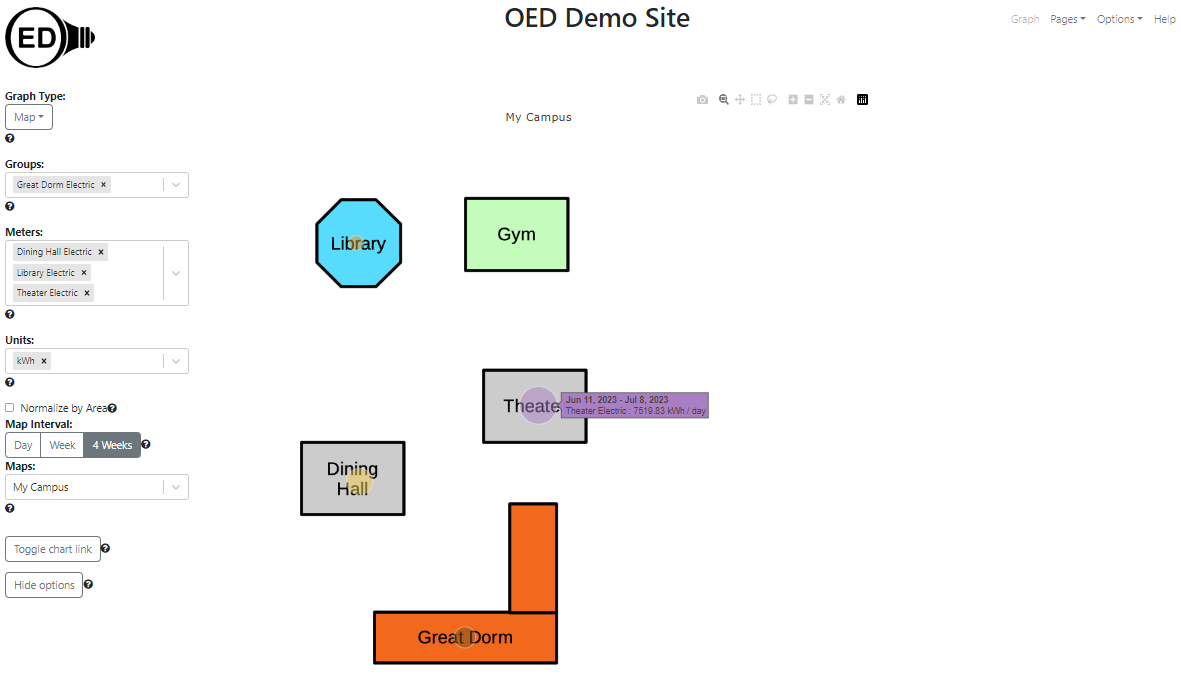 ED
OED Demo Site
Graph Pages Options Help
Graph Type:
Map
Groups:
Great Dorm Electric ×
Meters:
Dining Hall Electric ×
Library Electric ×
Theater Electric ×
Units:
kWh ×
Normalize by Area
Map Interval:
Day Week 4 Weeks
Maps:
My Campus
Toggle chart link
Hide options
My Campus
Library
Gym
Theate
Jun 11, 2023 - Jul 8, 2023
Theater Electric : 7519.83 kWh / day
Dining
Hall
Great Dorm